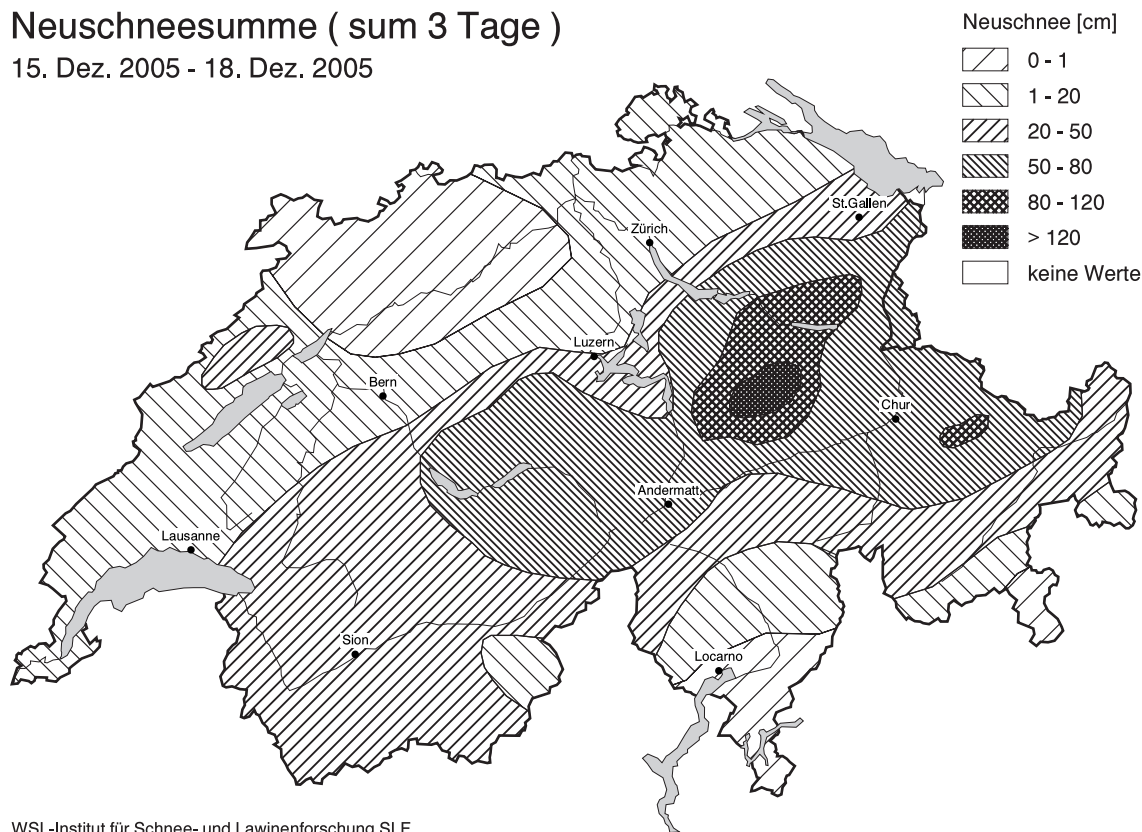 Neuschneesumme ( sum 3 Tage )
15. Dez. 2005 - 18. Dez. 2005
Neuschnee [cm]
0 - 1
1 - 20
20 - 50
50 - 80
80 - 120
> 120
keine Werte
St.Gallen
Zürich
Luzern
Bern
Chur
Andermatt
Lausanne
Sion
Locarno
WSL-Institut für Schnee- und Lawinenforschung SLF